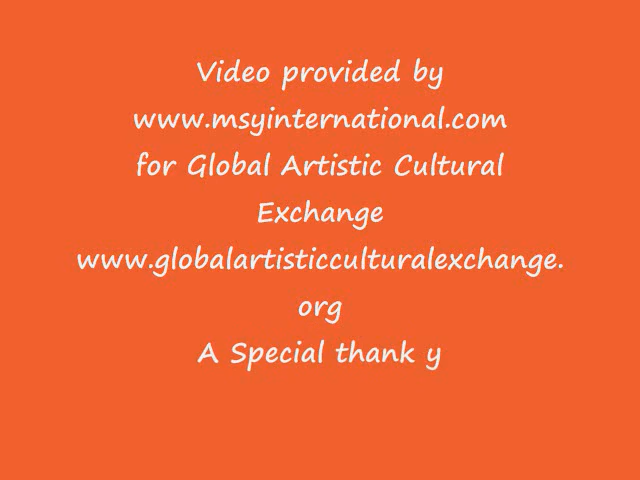 Video provided by
www.msyinternational.com
for Global Artistic Cultural
Exchange
www.globalartisticculturalexchange.
org
A Special thank y